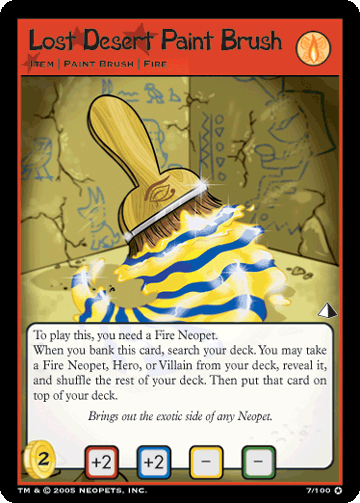 Lost Desert Paint Brush
Item | Paint Brush | Fire
To play this, you need a Fire Neopet.
When you bank this card, search your deck. You may take
a Fire Neopet, Hero, or Villain from your deck, reveal it,
and shuffle the rest of your deck. Then put that card on
top of your deck.
Brings out the exotic side of any Neopet.
2 +2 +2 – –
TM & © 2005 NEOPETS, INC. 7/100